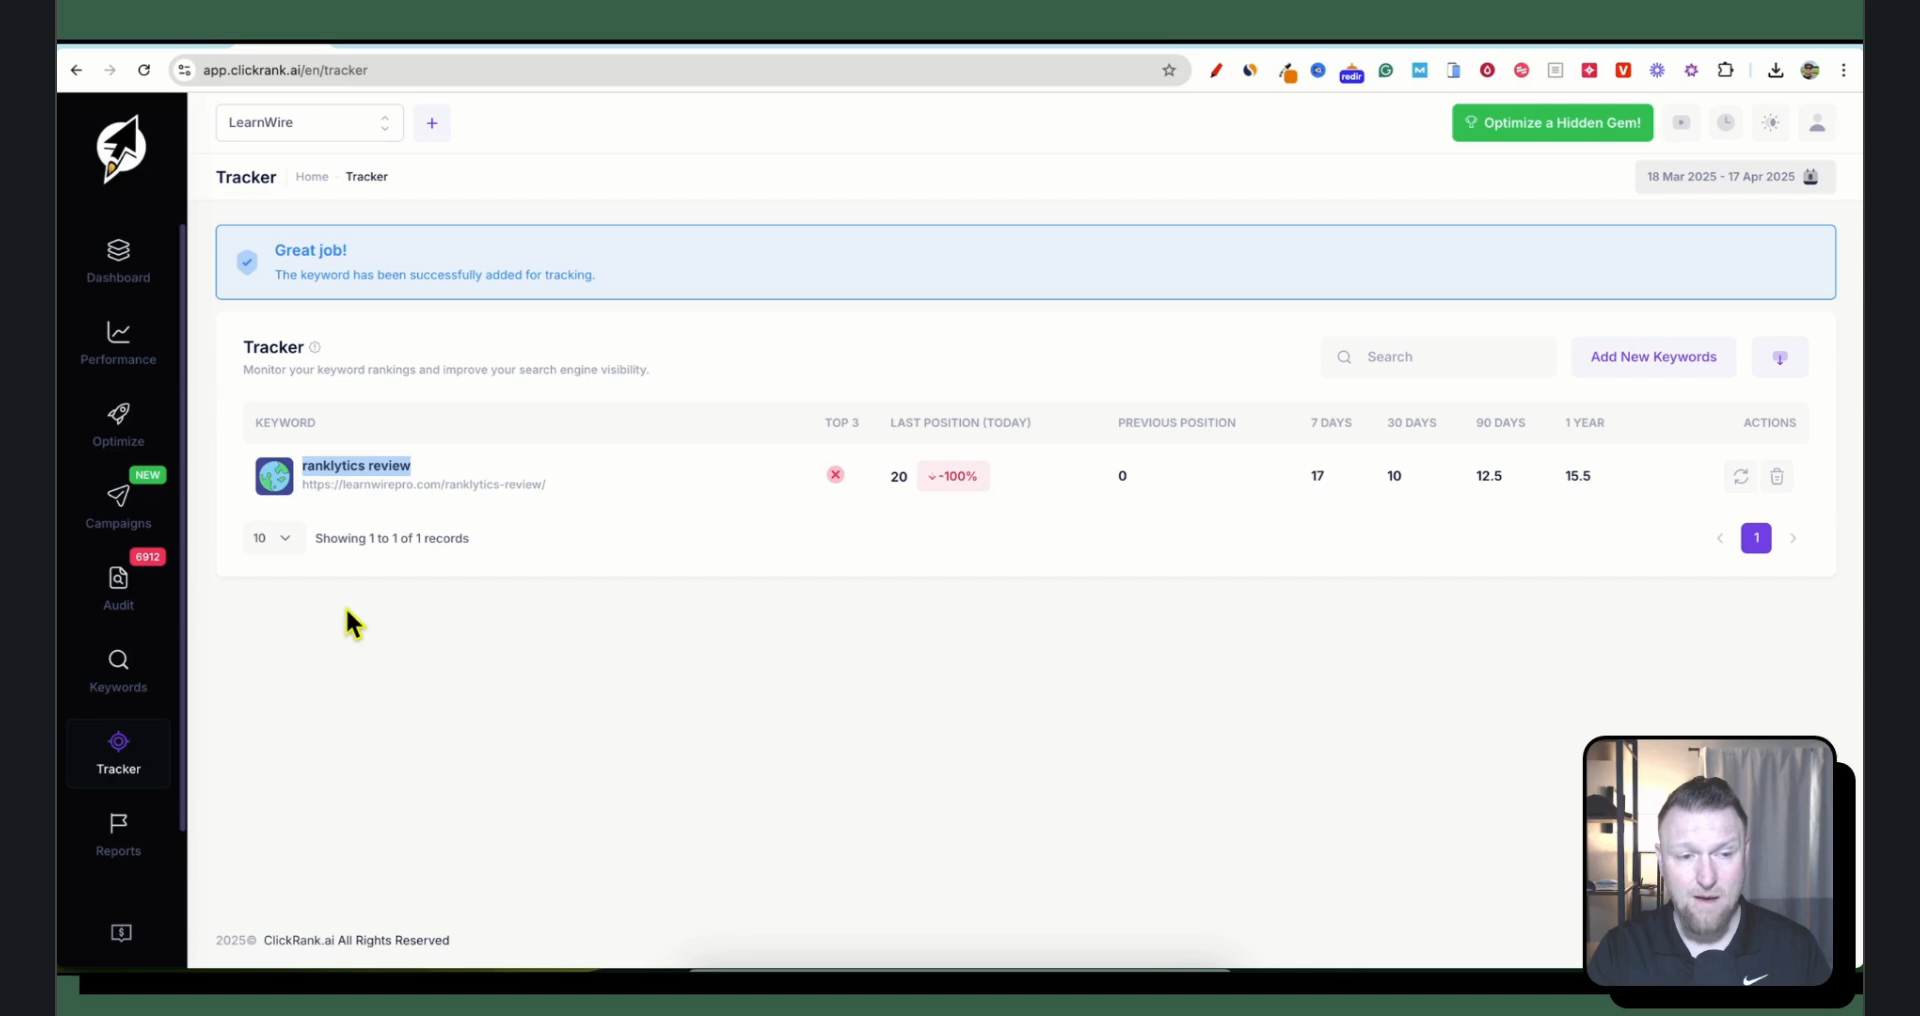 app.clickrank.ai/en/tracker
redir
LearnWire
+
Optimize a Hidden Gem!
Tracker
Home - Tracker
18 Mar 2025 - 17 Apr 2025
Great job!
The keyword has been successfully added for tracking.
Tracker
Monitor your keyword rankings and improve your search engine visibility.
Search
Add New Keywords
KEYWORD TOP 3 LAST POSITION (TODAY) PREVIOUS POSITION 7 DAYS 30 DAYS 90 DAYS 1 YEAR ACTIONS
ranklytics review
https://learnwirepro.com/ranklytics-review/
20 -100% 0 17 10 12.5 15.5
10 Showing 1 to 1 of 1 records
1
Dashboard
Performance
Optimize
NEW
Campaigns
6912
Audit
Keywords
Tracker
Reports
2025© ClickRank.ai All Rights Reserved